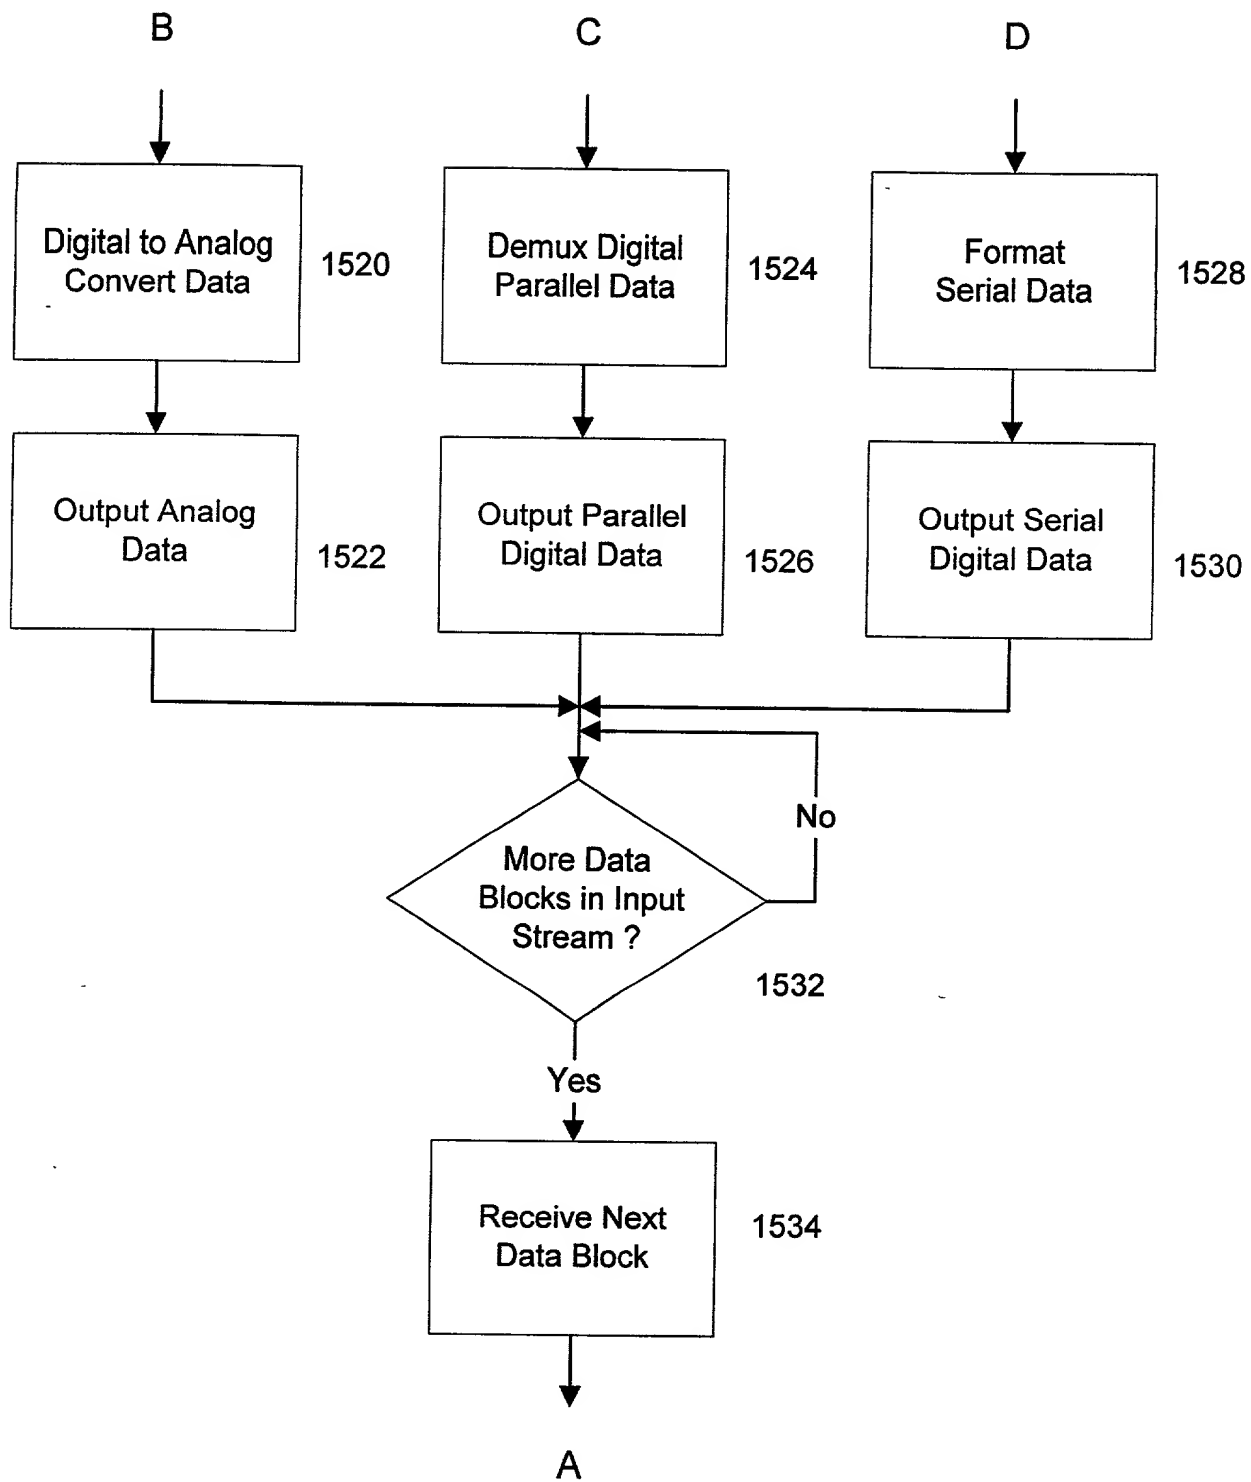 B
C
D
Digital to Analog
Convert Data
1520
Demux Digital
Parallel Data
1524
Format
Serial Data
1528
Output Analog
Data
1522
Output Parallel
Digital Data
1526
Output Serial
Digital Data
1530
No
More Data
Blocks in Input
Stream ?
1532
Yes
Receive Next
Data Block
1534
A